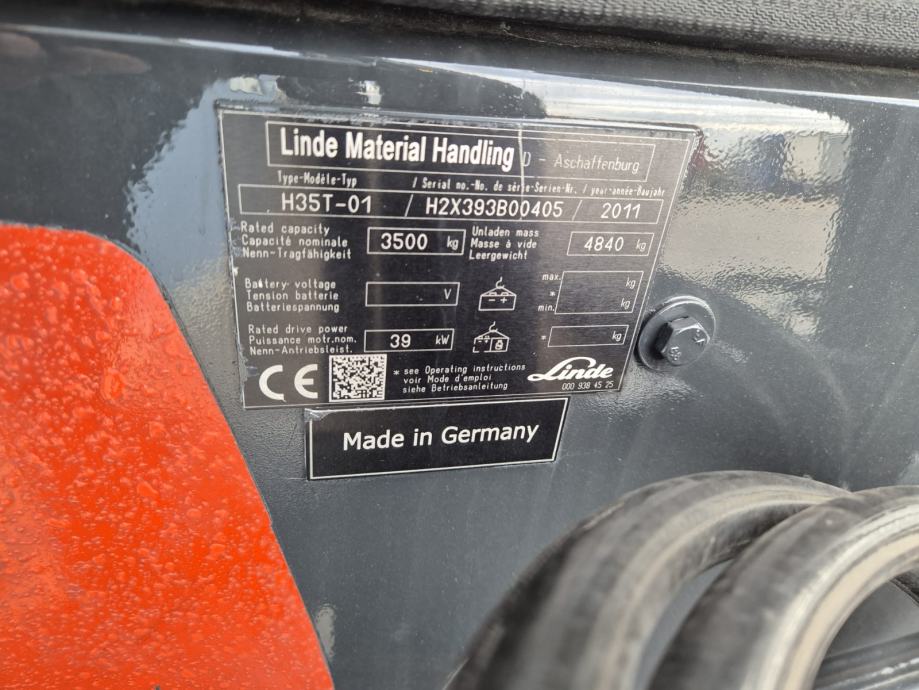 Linde Material Handling D - Aschaffenburg
Type-Modèle-Typ / Serial no.-No. de série-Serien-Nr. / year-année-Baujahr
H35T-01 / H2X393B00405 / 2011
Rated capacity
Capacité nominale
Nenn-Tragfähigkeit
3500 kg
Unladen mass
Masse à vide
Leergewicht
4840 kg
Battery voltage
Tension batterie
Batteriespannung
V
- +
max. kg
*
min. kg
Rated drive power
Puissance motr.nom.
Nenn-Antriebsleist.
39 kW
* kg
CE
* see Operating instructions
voir Mode d'emploi
siehe Betriebsanleitung
Linde
000 938 45 25
Made in Germany